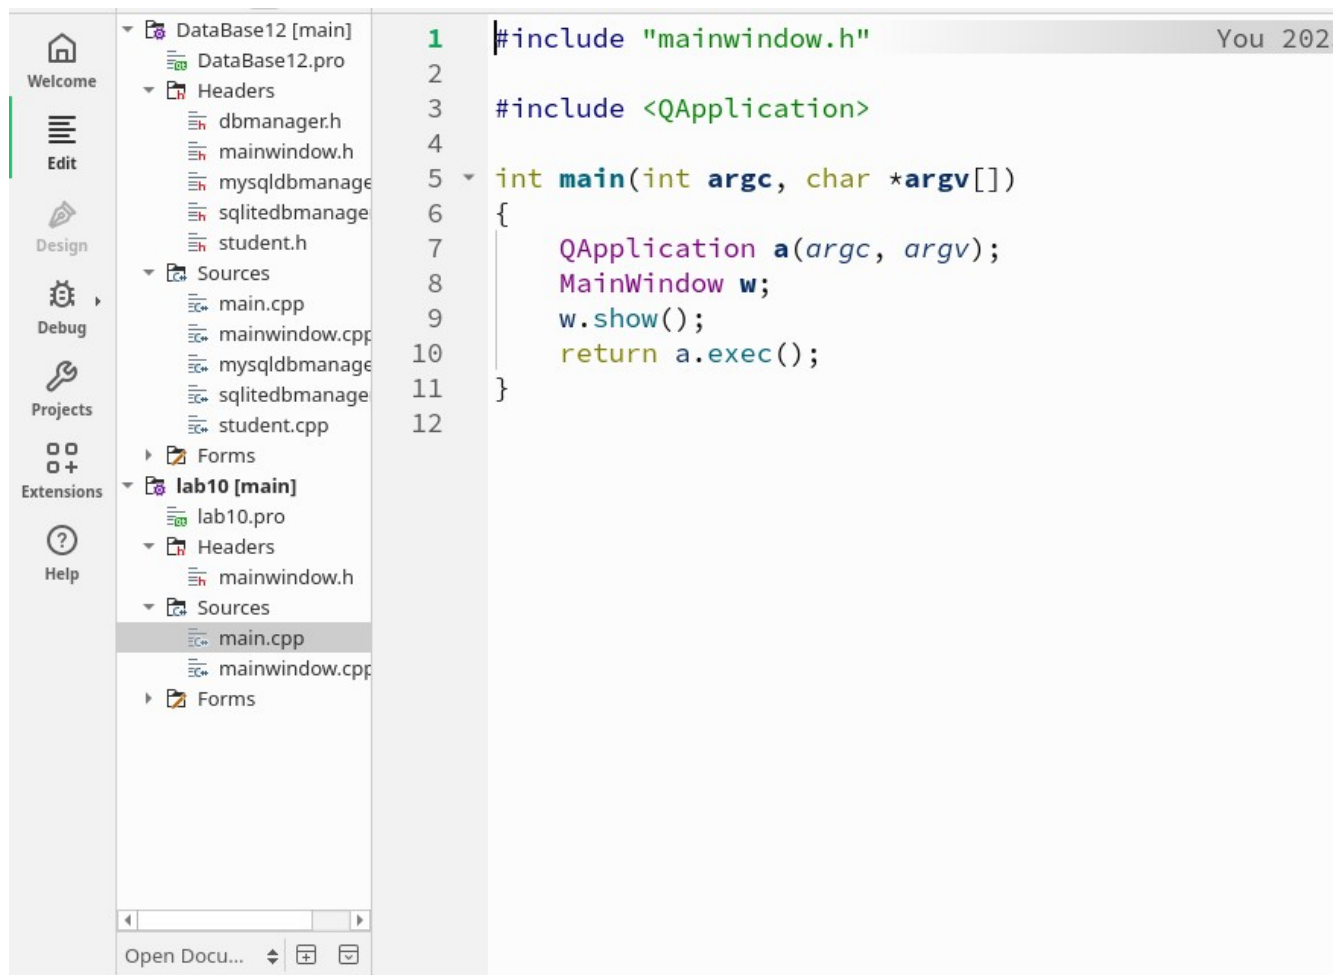 Welcome
Edit
Design
Debug
Projects
Extensions
Help
DataBase12 [main]
DataBase12.pro
Headers
dbmanager.h
mainwindow.h
mysqldbmanage
sqlitedbmanage
student.h
Sources
main.cpp
mainwindow.cpp
mysqldbmanage
sqlitedbmanage
student.cpp
Forms
lab10 [main]
lab10.pro
Headers
mainwindow.h
Sources
main.cpp
mainwindow.cpp
Forms
Open Docu...
1 #include "mainwindow.h" You 202
2
3 #include <QApplication>
4
5 int main(int argc, char *argv[])
6 {
7 QApplication a(argc, argv);
8 MainWindow w;
9 w.show();
10 return a.exec();
11 }
12